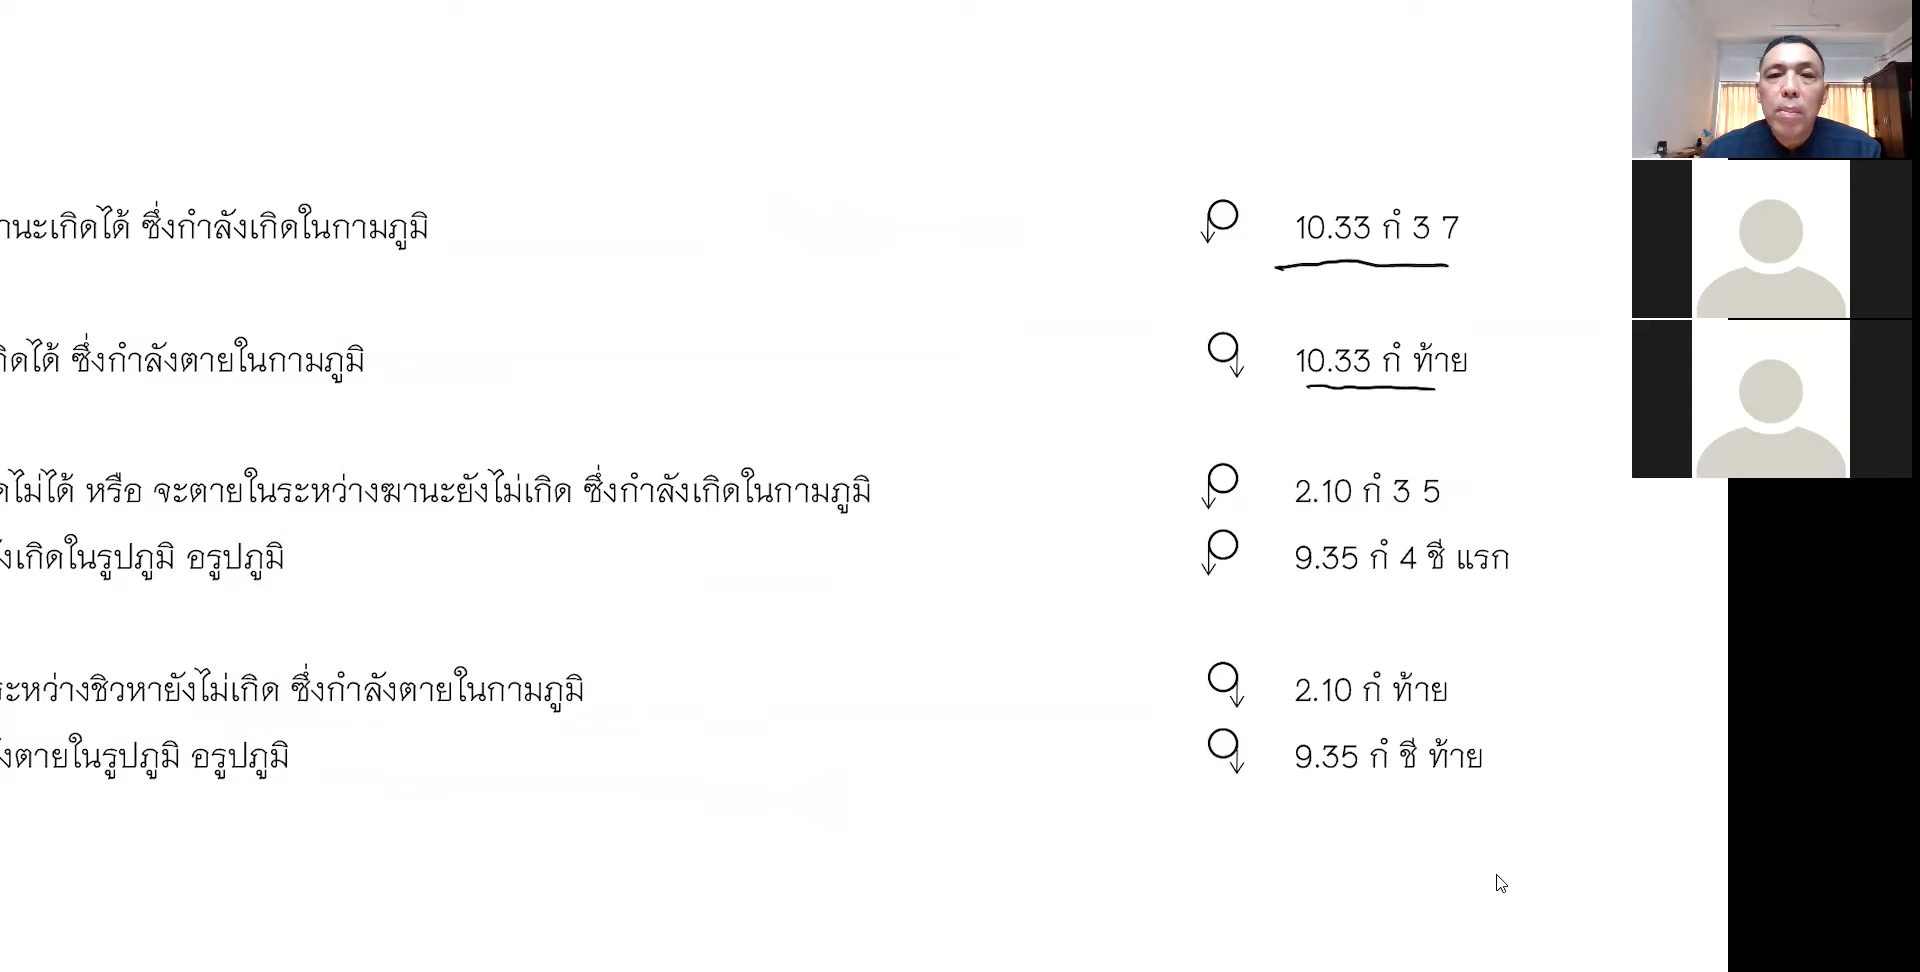 านะเกิดได้ ซึ่งกำลังเกิดในกามภูมิ 10.33 กํ 3 7
กิดได้ ซึ่งกำลังตายในกามภูมิ 10.33 กํ ท้าย
ดไม่ได้ หรือ จะตายในระหว่างฆานะยังไม่เกิด ซึ่งกำลังเกิดในกามภูมิ 2.10 กํ 3 5
ังเกิดในรูปภูมิ อรูปภูมิ 9.35 กํ 4 ชี แรก
ระหว่างชิวหายังไม่เกิด ซึ่งกำลังตายในกามภูมิ 2.10 กํ ท้าย
ังตายในรูปภูมิ อรูปภูมิ 9.35 กํ ชี ท้าย